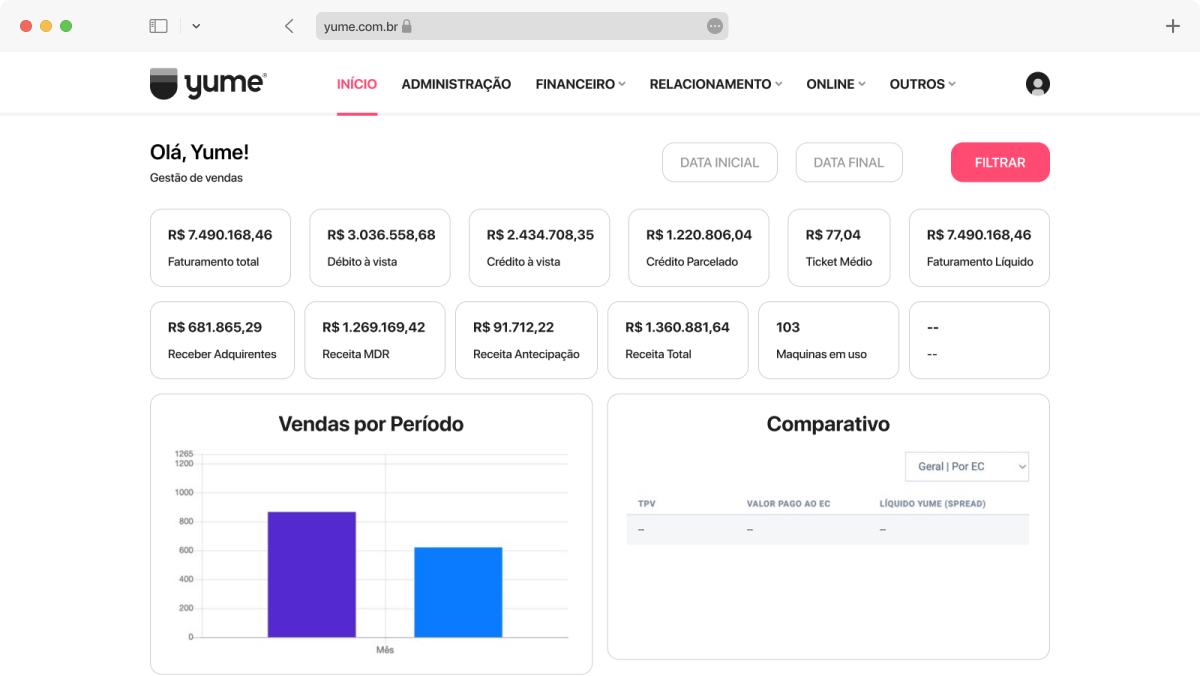 yume.com.br
yume®
INÍCIO
ADMINISTRAÇÃO
FINANCEIRO
RELACIONAMENTO
ONLINE
OUTROS
Olá, Yume!
Gestão de vendas
DATA INICIAL
DATA FINAL
FILTRAR
R$ 7.490.168,46
Faturamento total
R$ 3.036.558,68
Débito à vista
R$ 2.434.708,35
Crédito à vista
R$ 1.220.806,04
Crédito Parcelado
R$ 77,04
Ticket Médio
R$ 7.490.168,46
Faturamento Líquido
R$ 681.865,29
Receber Adquirentes
R$ 1.269.169,42
Receita MDR
R$ 91.712,22
Receita Antecipação
R$ 1.360.881,64
Receita Total
103
Maquinas em uso
--
--
Vendas por Período
1265
1200
1000
800
600
400
200
0
Mês
Comparativo
Geral | Por EC
TPV
VALOR PAGO AO EC
LÍQUIDO YUME (SPREAD)
--
--
--